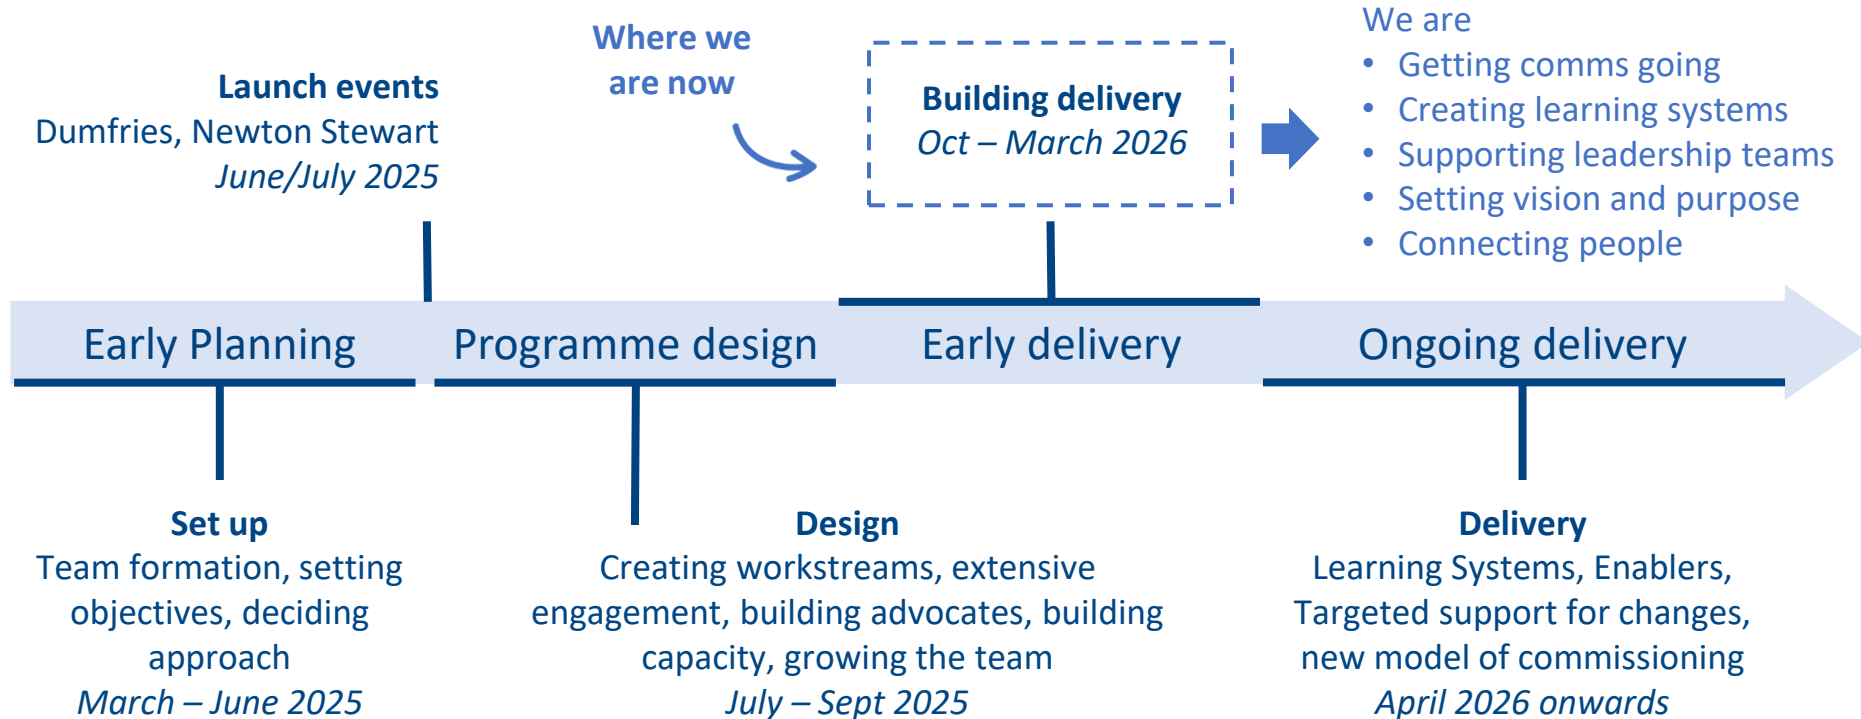 Launch events
Dumfries, Newton Stewart
June/July 2025
Where we
are now
Building delivery
Oct – March 2026
We are
• Getting comms going
• Creating learning systems
• Supporting leadership teams
• Setting vision and purpose
• Connecting people
Early Planning
Programme design
Early delivery
Ongoing delivery
Set up
Team formation, setting
objectives, deciding
approach
March – June 2025
Design
Creating workstreams, extensive
engagement, building advocates, building
capacity, growing the team
July – Sept 2025
Delivery
Learning Systems, Enablers,
Targeted support for changes,
new model of commissioning
April 2026 onwards